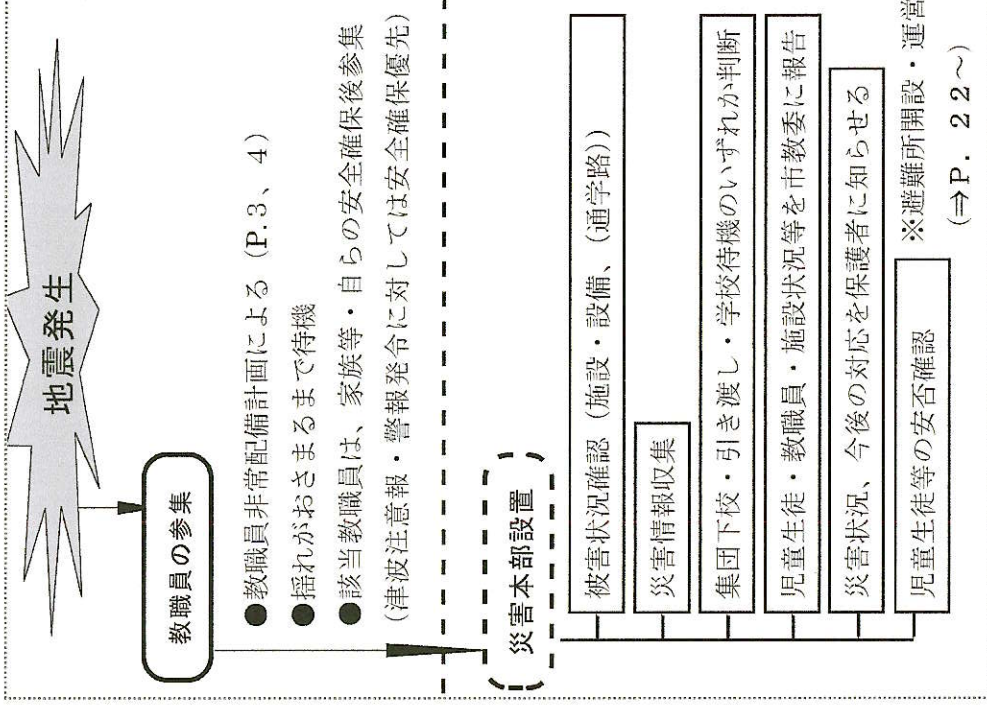 地震発生
教職員の参集
●教職員非常配備計画による（P.3、4）
●揺れがおさまるまで待機
●該当教職員は、家族等・自らの安全確保後参集
（津波注意報・警報発令に対しては安全確保優先）
災害本部設置
被害状況確認（施設・設備、（通学路））
災害情報収集
集団下校・引き渡し・学校待機のいずれか判断
児童生徒・教職員・施設状況等を市教委に報告
災害状況、今後の対応を保護者に知らせる
児童生徒等の安否確認
※避難所開設・運営
（⇒P. 22～）